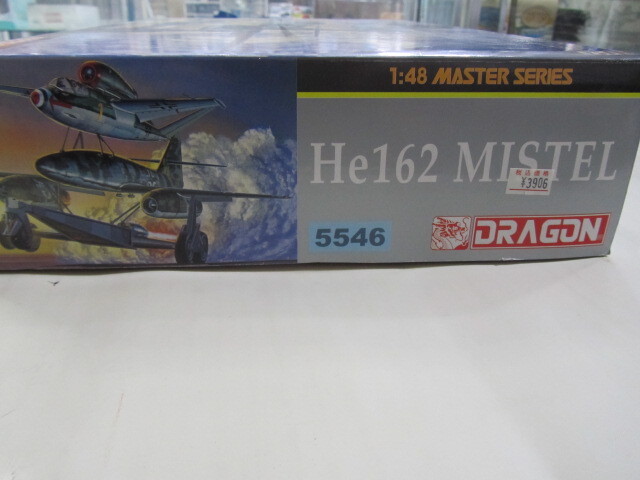 1:48 MASTER SERIES
He162 MISTEL
税込価格
¥3906
5546
DRAGON